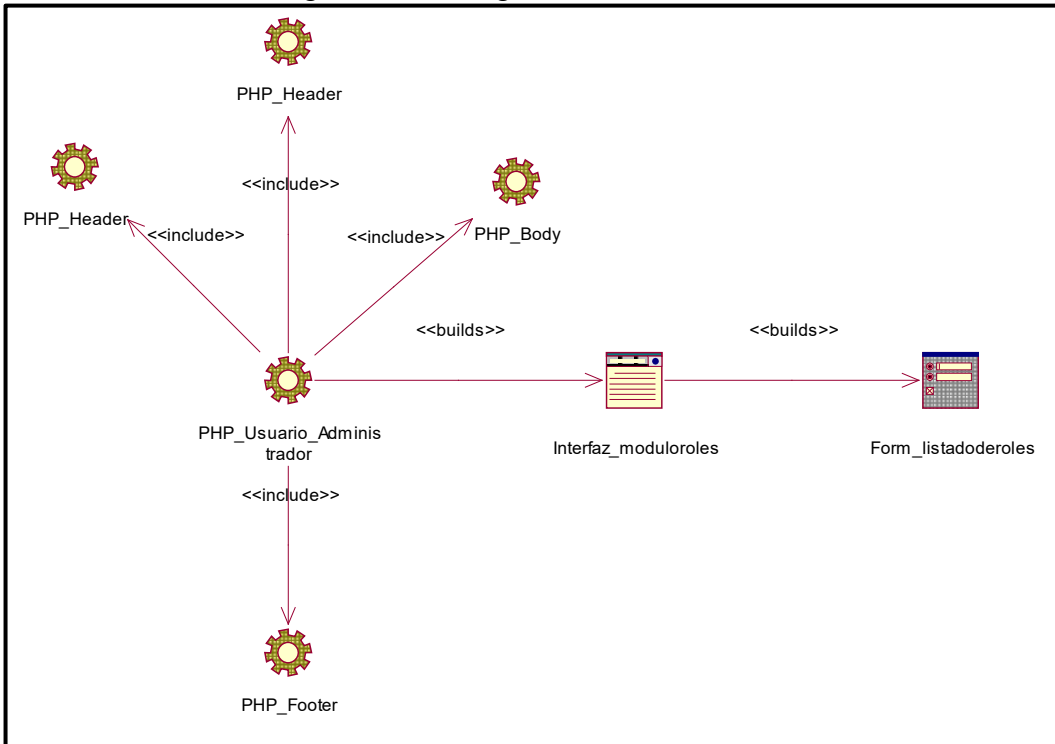 PHP_Header
<<include>>
PHP_Header
<<include>>
<<include>>
PHP_Body
<<builds>>
<<builds>>
PHP_Usuario_Adminis
trador
Interfaz_moduloroles
Form_listadoderoles
<<include>>
PHP_Footer